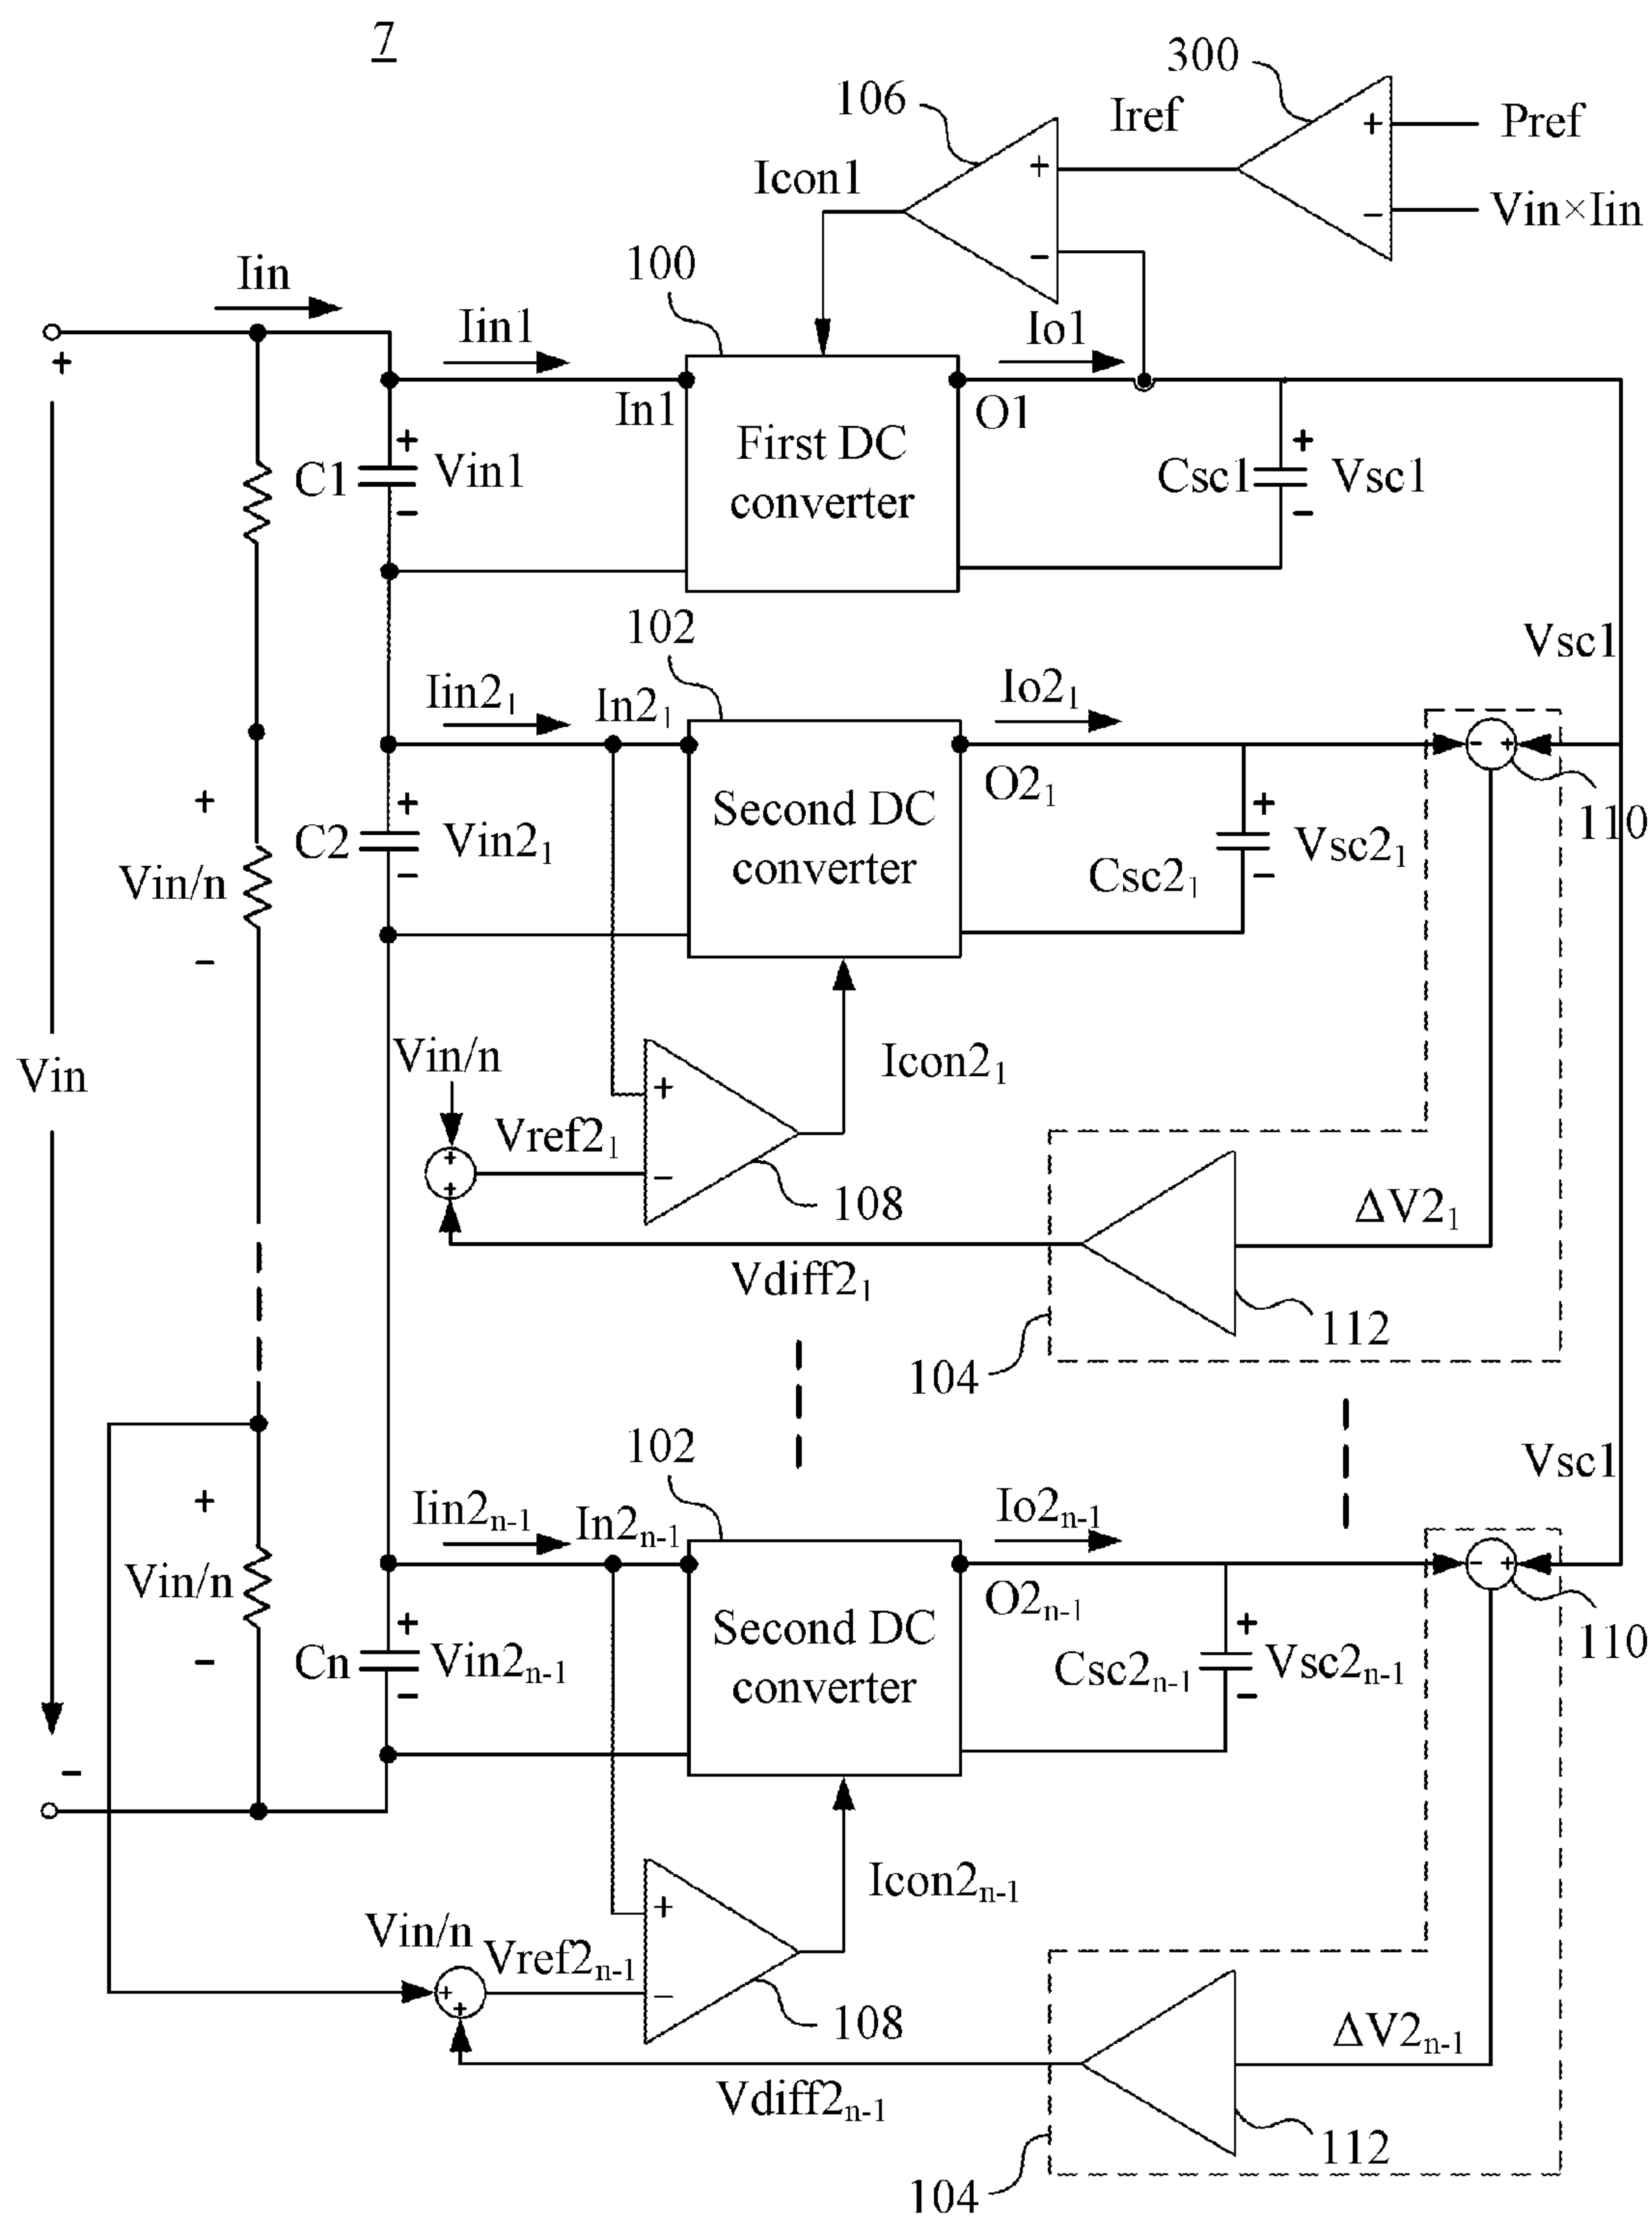 7
300
106
Iref
+
Pref
Icon1
+
−
Vin×Iin
−
Iin
100
+
Iin1
Io1
In1
O1
First DC
converter
C1
+
Vin1
−
Csc1
+
Vsc1
−
102
Vsc1
Iin2₁
In2₁
Io2₁
- +
O2₁
110
+
Vin/n
−
C2
+
Vin2₁
−
Second DC
converter
Csc2₁
+
Vsc2₁
−
Vin
Vin/n
Icon2₁
+
+
+
Vref2₁
−
108
ΔV2₁
Vdiff2₁
112
104
102
Vsc1
Iin2ₙ₋₁
In2ₙ₋₁
Io2ₙ₋₁
- +
O2ₙ₋₁
110
+
Vin/n
−
Cn
+
Vin2ₙ₋₁
−
Second DC
converter
Csc2ₙ₋₁
+
Vsc2ₙ₋₁
−
−
Icon2ₙ₋₁
Vin/n
+
+
+
Vref2ₙ₋₁
−
108
ΔV2ₙ₋₁
Vdiff2ₙ₋₁
112
104